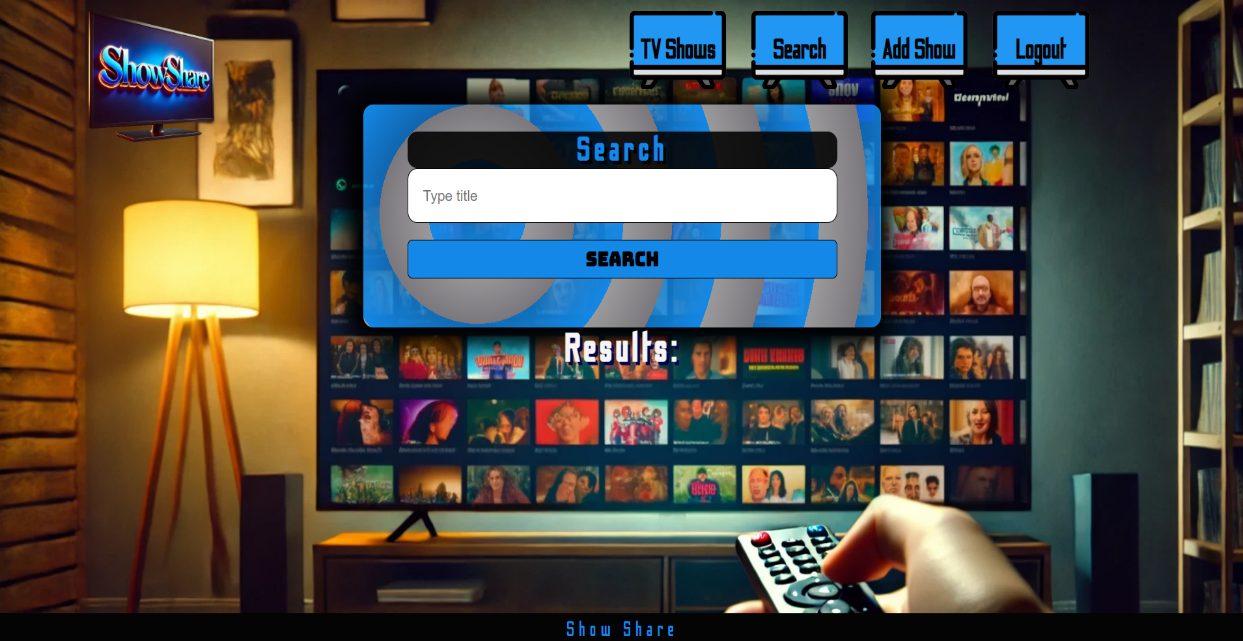 ShowShare
TV Shows
Search
Add Show
Logout
Search
Type title
SEARCH
Results:
Show Share